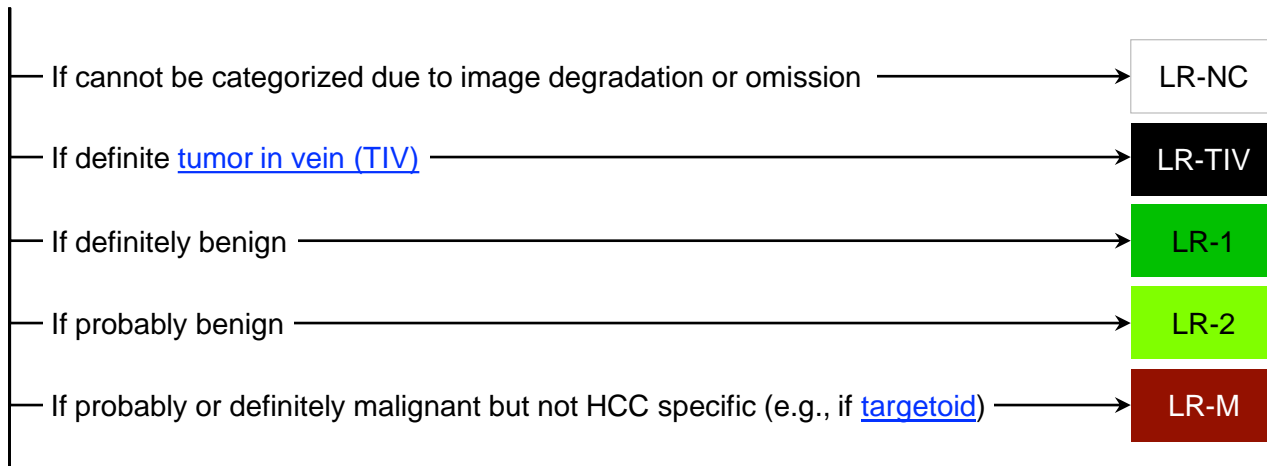 If cannot be categorized due to image degradation or omission LR-NC
If definite tumor in vein (TIV) LR-TIV
If definitely benign LR-1
If probably benign LR-2
If probably or definitely malignant but not HCC specific (e.g., if targetoid) LR-M